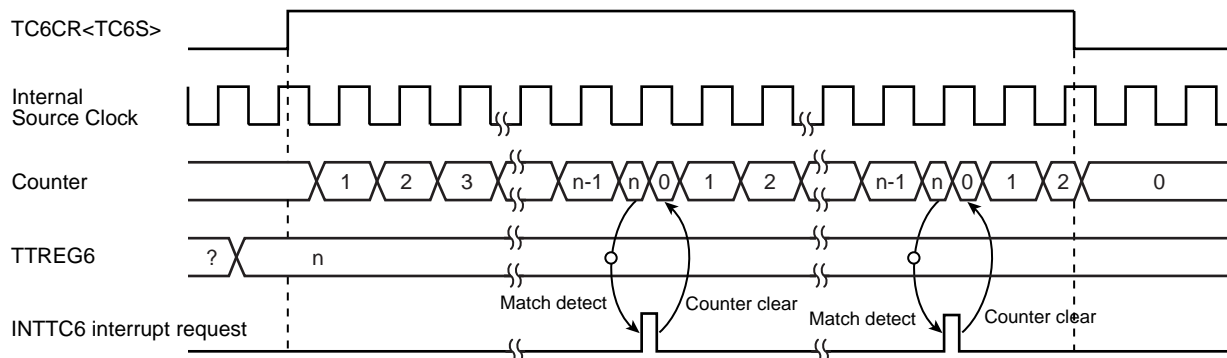 TC6CR<TC6S>
Internal
Source Clock
Counter
1 2 3 n-1 n 0 1 2 n-1 n 0 1 2 0
TTREG6
? n
Match detect Counter clear Match detect Counter clear
INTTC6 interrupt request